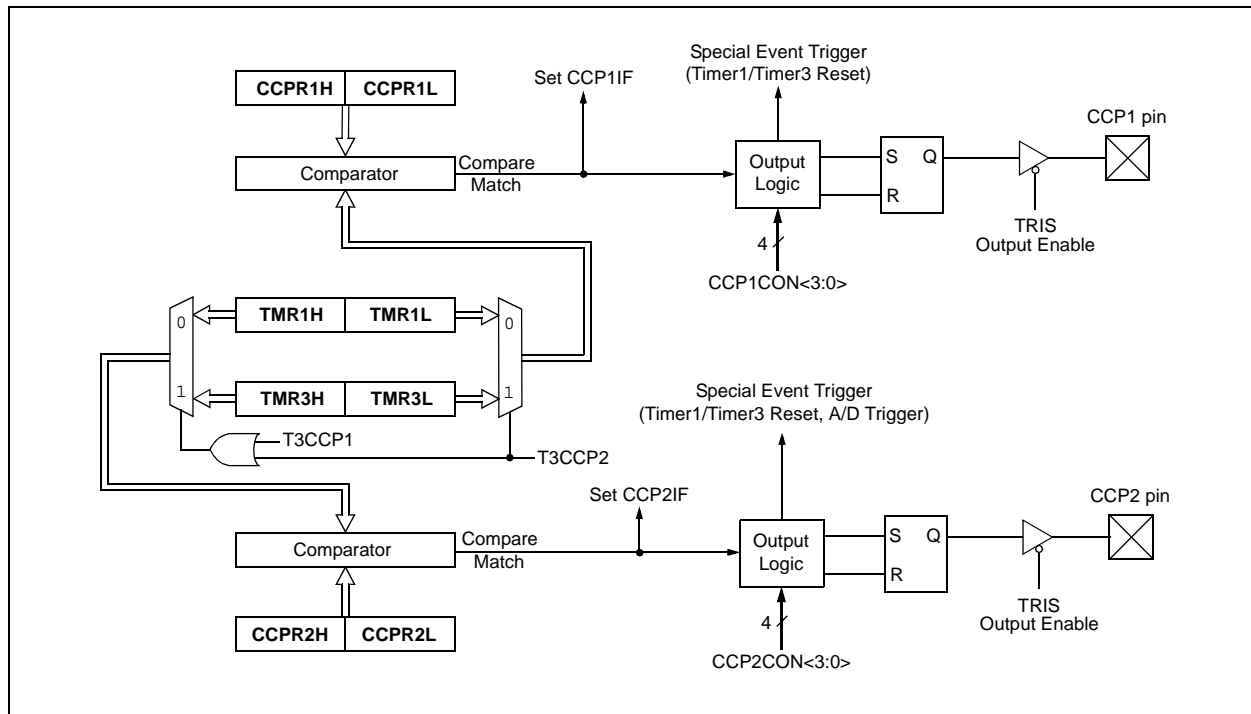 Special Event Trigger
(Timer1/Timer3 Reset)
Set CCP1IF
CCPR1H CCPR1L
CCP1 pin
Comparator
Compare
Match
Output
Logic
S Q
R
TRIS
Output Enable
4
CCP1CON<3:0>
0 TMR1H TMR1L 0
1 TMR3H TMR3L 1
T3CCP1
T3CCP2
Special Event Trigger
(Timer1/Timer3 Reset, A/D Trigger)
Set CCP2IF
CCP2 pin
Comparator
Compare
Match
Output
Logic
S Q
R
TRIS
Output Enable
4
CCPR2H CCPR2L
CCP2CON<3:0>